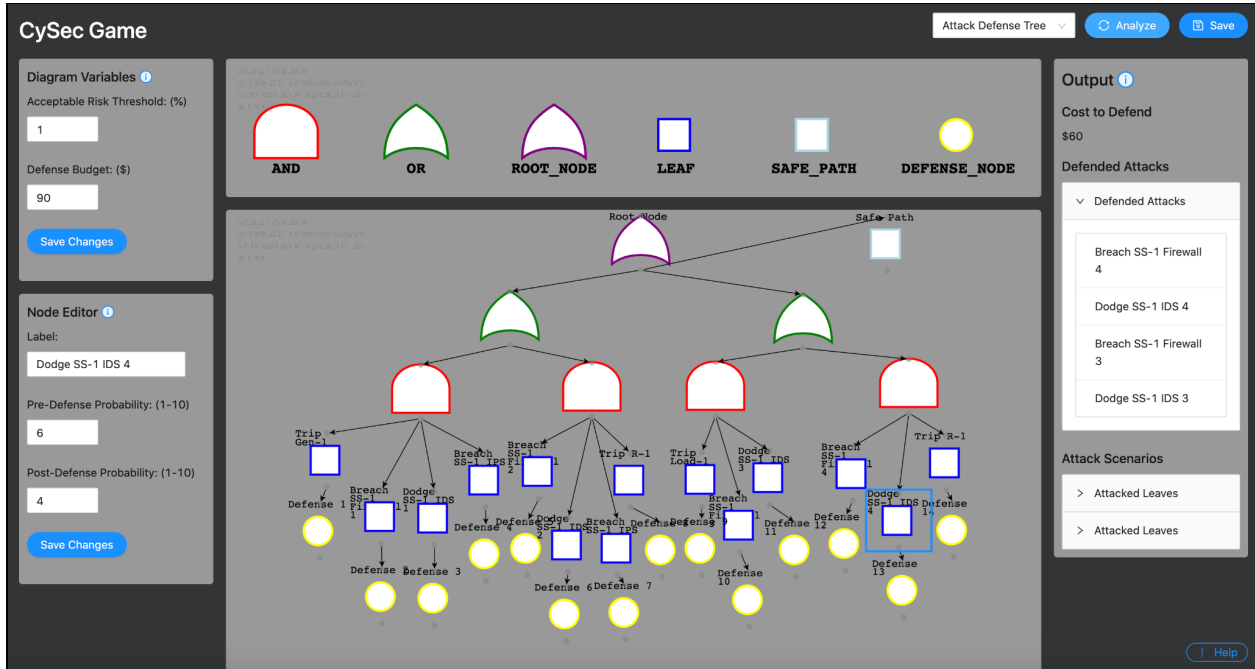 CySec Game
Attack Defense Tree
Analyze
Save
Diagram Variables
Acceptable Risk Threshold: (%)
1
Defense Budget: ($)
90
Save Changes
Node Editor
Label:
Dodge SS-1 IDS 4
Pre-Defense Probability: (1-10)
6
Post-Defense Probability: (1-10)
4
Save Changes
AND
OR
ROOT_NODE
LEAF
SAFE_PATH
DEFENSE_NODE
Root Node
Safe Path
Trip
Gen-1
Breach
SS-1 IPS
Breach
SS-1
2
Trip R-1
Trip
Load-1
Dodge
SS-1 IDS
3
Breach
SS-1
4
Trip R-1
Defense 1
Breach
SS-1
1
Dodge
SS-1 IDS
1
Defense 4
Dodge
SS-1 IDS
2
Breach
SS-1 IPS
Breach
SS-1
Defense
11
Defense
12
Dodge
SS-1 IDS
4
Defense
14
Defense 2
Defense 3
Defense 6
Defense 7
Defense
10
Defense
13
Output
Cost to Defend
$60
Defended Attacks
Defended Attacks
Breach SS-1 Firewall
4
Dodge SS-1 IDS 4
Breach SS-1 Firewall
3
Dodge SS-1 IDS 3
Attack Scenarios
Attacked Leaves
Attacked Leaves
! Help